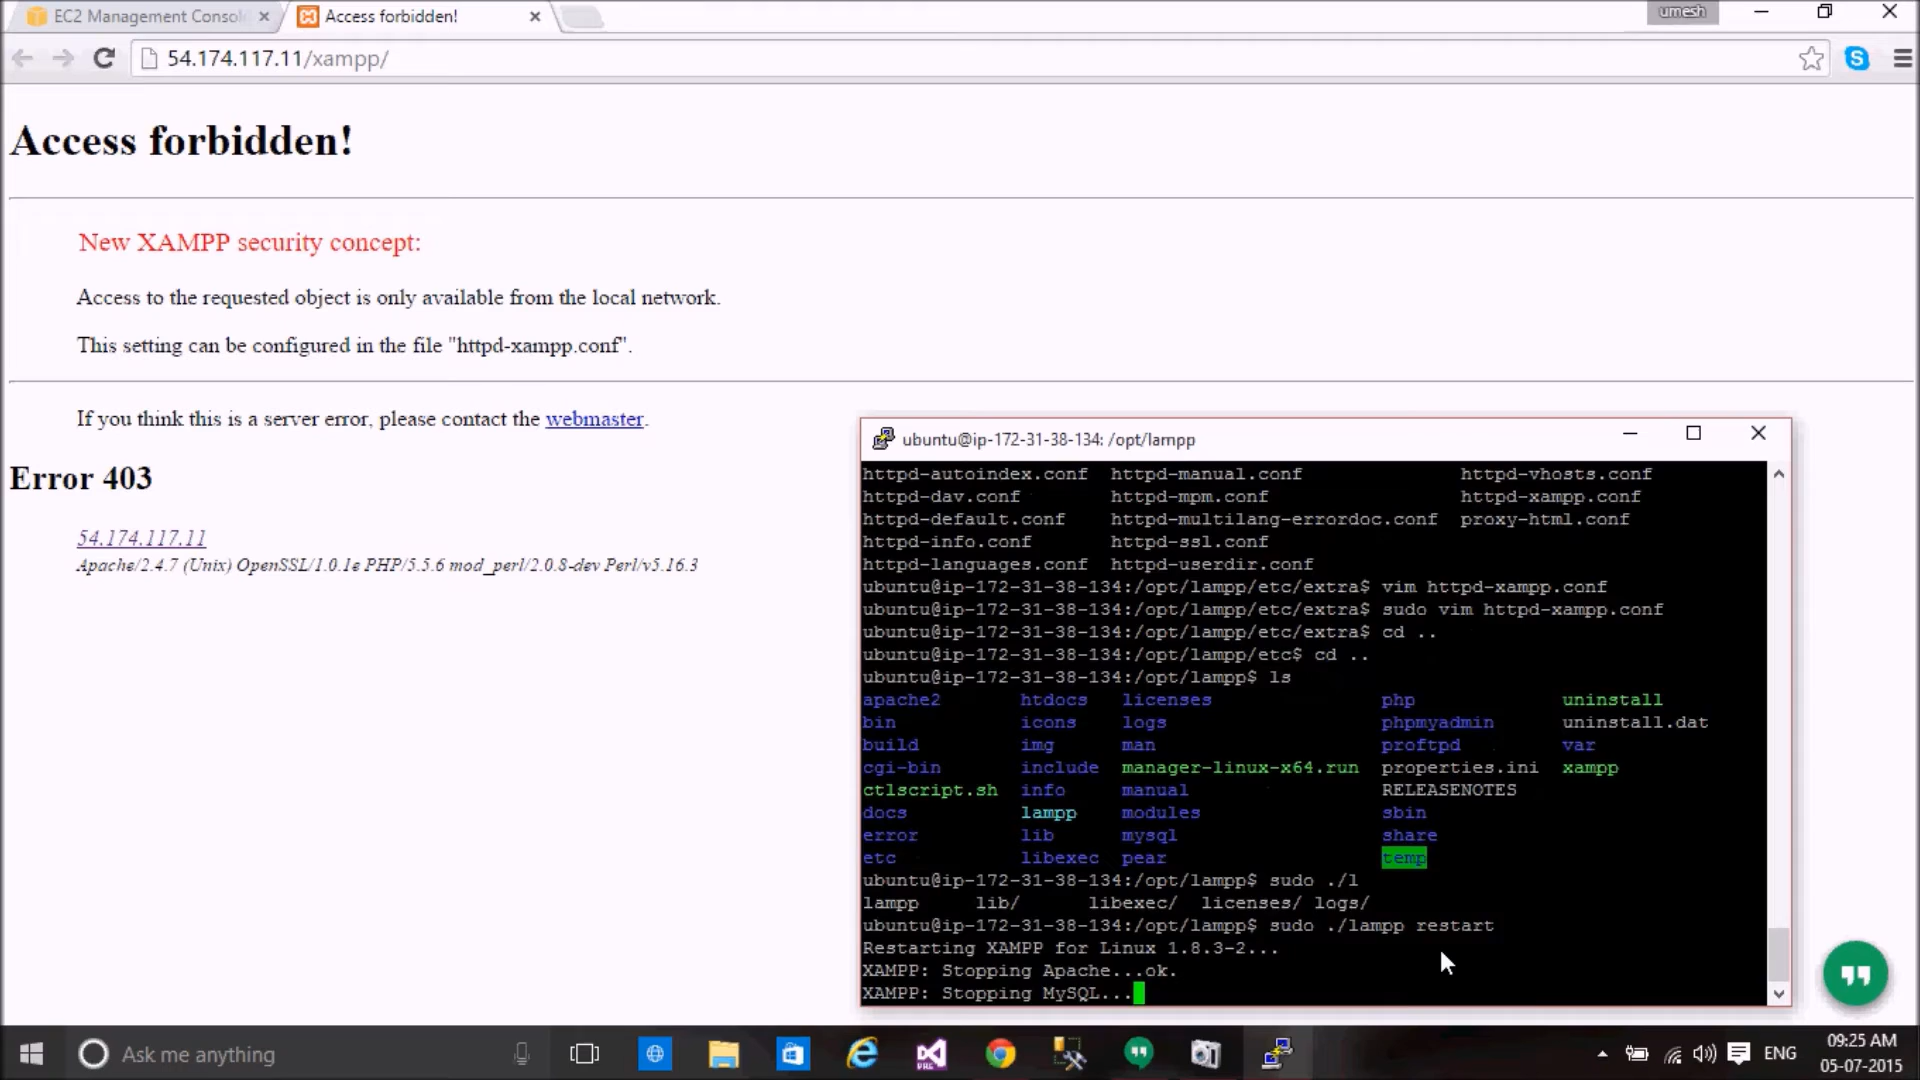 EC2 Management Consol
Access forbidden!
umesh
54.174.117.11/xampp/
Access forbidden!
New XAMPP security concept:
Access to the requested object is only available from the local network.
This setting can be configured in the file "httpd-xampp.conf".
If you think this is a server error, please contact the webmaster.
Error 403
54.174.117.11
Apache/2.4.7 (Unix) OpenSSL/1.0.1e PHP/5.5.6 mod_perl/2.0.8-dev Perl/v5.16.3
ubuntu@ip-172-31-38-134: /opt/lampp
httpd-autoindex.conf httpd-manual.conf httpd-vhosts.conf
httpd-dav.conf httpd-mpm.conf httpd-xampp.conf
httpd-default.conf httpd-multilang-errordoc.conf proxy-html.conf
httpd-info.conf httpd-ssl.conf
httpd-languages.conf httpd-userdir.conf
ubuntu@ip-172-31-38-134:/opt/lampp/etc/extra$ vim httpd-xampp.conf
ubuntu@ip-172-31-38-134:/opt/lampp/etc/extra$ sudo vim httpd-xampp.conf
ubuntu@ip-172-31-38-134:/opt/lampp/etc/extra$ cd ..
ubuntu@ip-172-31-38-134:/opt/lampp/etc$ cd ..
ubuntu@ip-172-31-38-134:/opt/lampp$ ls
apache2 htdocs licenses php uninstall
bin icons logs phpmyadmin uninstall.dat
build img man proftpd var
cgi-bin include manager-linux-x64.run properties.ini xampp
ctlscript.sh info manual RELEASENOTES
docs lampp modules sbin
error lib mysql share
etc libexec pear temp
ubuntu@ip-172-31-38-134:/opt/lampp$ sudo ./l
lampp lib/ libexec/ licenses/ logs/
ubuntu@ip-172-31-38-134:/opt/lampp$ sudo ./lampp restart
Restarting XAMPP for Linux 1.8.3-2...
XAMPP: Stopping Apache...ok.
XAMPP: Stopping MySQL...
Ask me anything
ENG
09:25 AM
05-07-2015